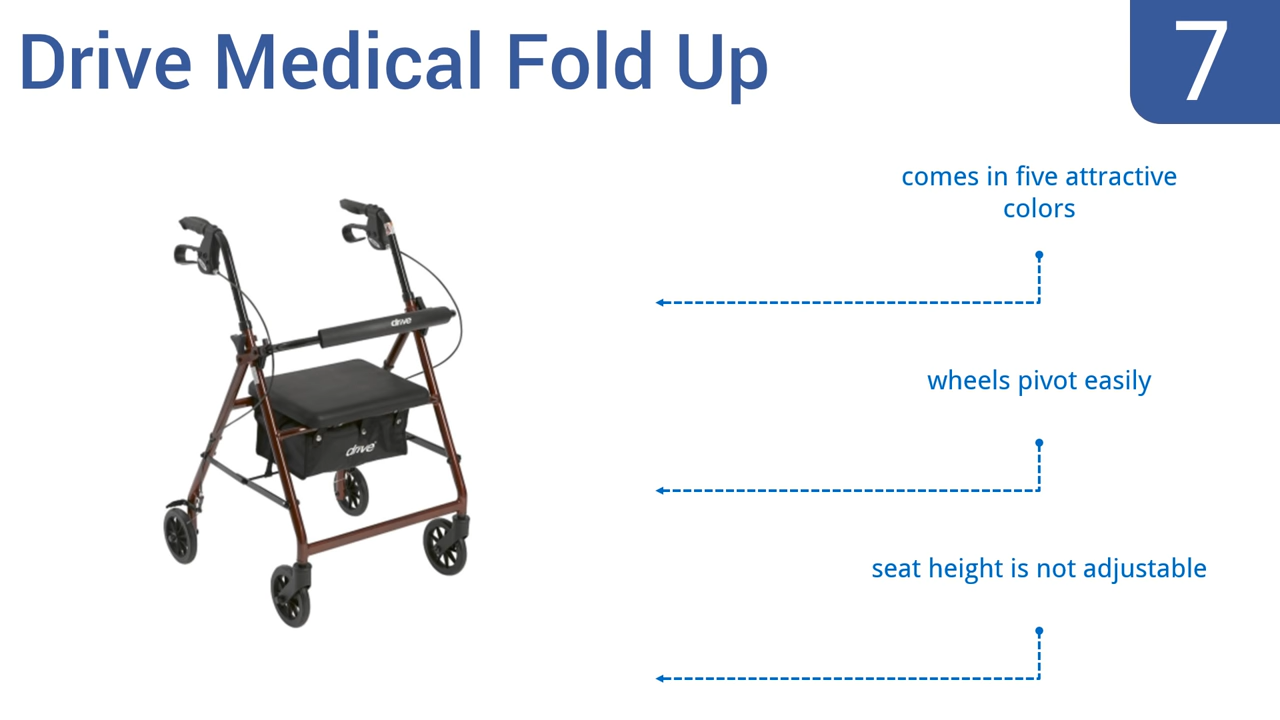 Drive Medical Fold Up
7
comes in five attractive
colors
drive
wheels pivot easily
drive
seat height is not adjustable